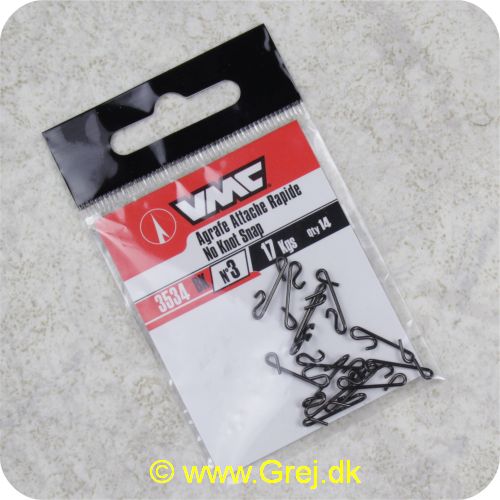 VMC
Agrafe Attache Rapide
No Knot Snap
3534 BK N°3 17 Kgs Qty 14
© www.Grej.dk